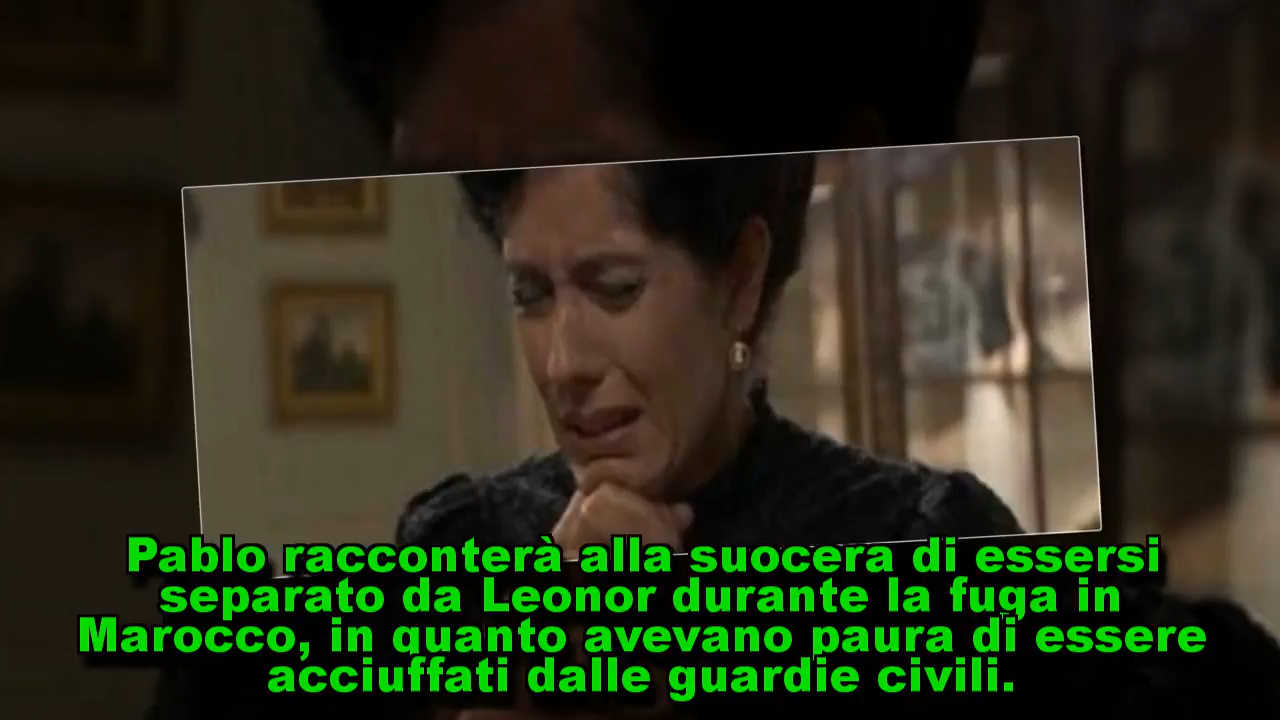 Pablo racconterà alla suocera di essersi
separato da Leonor durante la fuga in
Marocco, in quanto avevano paura di essere
acciuffati dalle guardie civili.